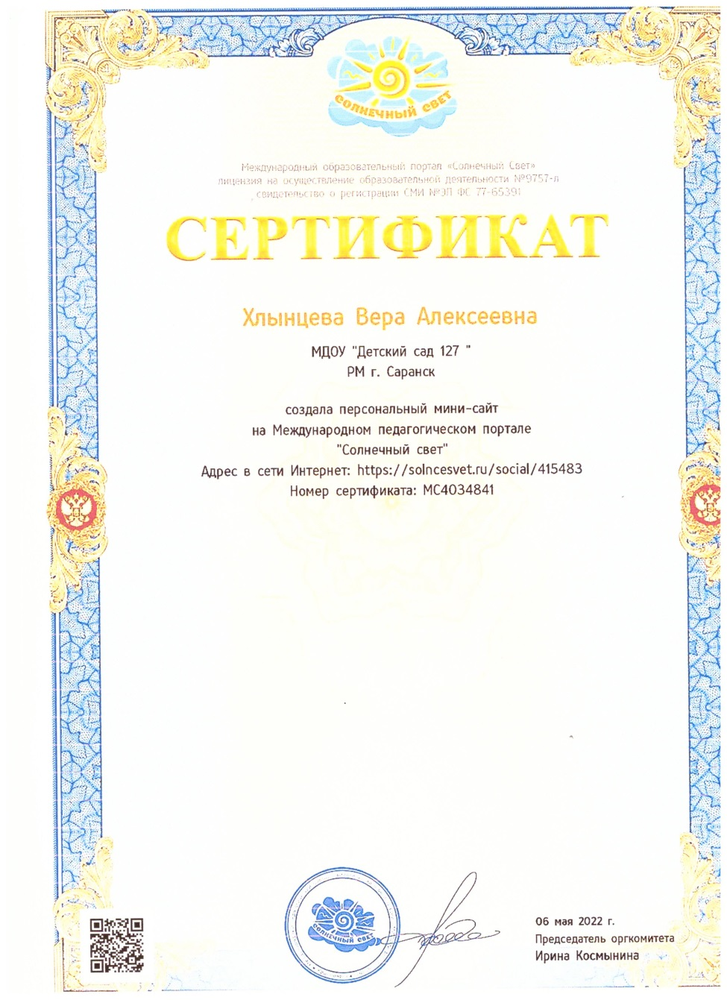 СОЛНЕЧНЫЙ СВЕТ
Международный образовательный портал «Солнечный Свет»
лицензия на осуществление образовательной деятельности №9757-л
свидетельство о регистрации СМИ №ЭЛ ФС 77-65391
СЕРТИФИКАТ
Хлынцева Вера Алексеевна
МДОУ "Детский сад 127 "
РМ г. Саранск
создала персональный мини-сайт
на Международном педагогическом портале
"Солнечный свет"
Адрес в сети Интернет: https://solncesvet.ru/social/415483
Номер сертификата: МС4034841
СОЛНЕЧНЫЙ СВЕТ
06 мая 2022 г.
Председатель оргкомитета
Ирина Космынина